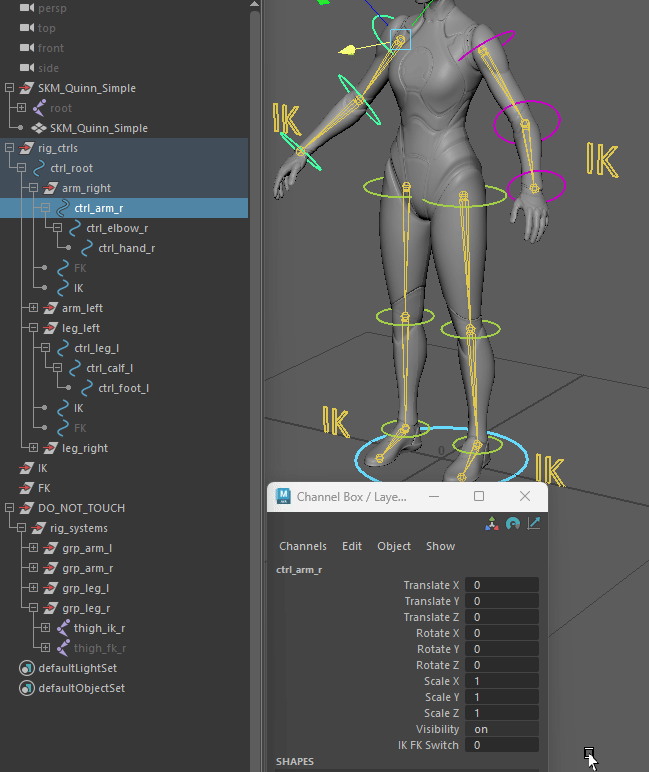 persp
top
front
side
SKM_Quinn_Simple
root
SKM_Quinn_Simple
rig_ctrls
ctrl_root
arm_right
ctrl_arm_r
ctrl_elbow_r
ctrl_hand_r
FK
IK
arm_left
leg_left
ctrl_leg_l
ctrl_calf_l
ctrl_foot_l
IK
FK
leg_right
IK
FK
DO_NOT_TOUCH
rig_systems
grp_arm_l
grp_arm_r
grp_leg_l
grp_leg_r
thigh_ik_r
thigh_fk_r
defaultLightSet
defaultObjectSet
IK
IK
IK
IK
0
M
Channel Box / Laye...
Channels Edit Object Show
ctrl_arm_r
Translate X 0
Translate Y 0
Translate Z 0
Rotate X 0
Rotate Y 0
Rotate Z 0
Scale X 1
Scale Y 1
Scale Z 1
Visibility on
IK FK Switch 0
SHAPES